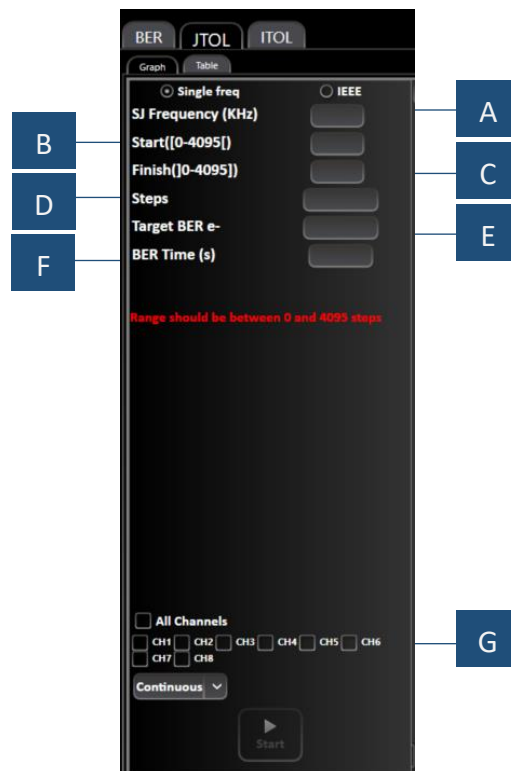 BER JTOL ITOL
Graph Table
Single freq IEEE
SJ Frequency (KHz) A
B Start([0-4095[)
Finish(]0-4095]) C
D Steps
Target BER e- E
F BER Time (s)
Range should be between 0 and 4095 steps
All Channels
CH1 CH2 CH3 CH4 CH5 CH6 G
CH7 CH8
Continuous
Start